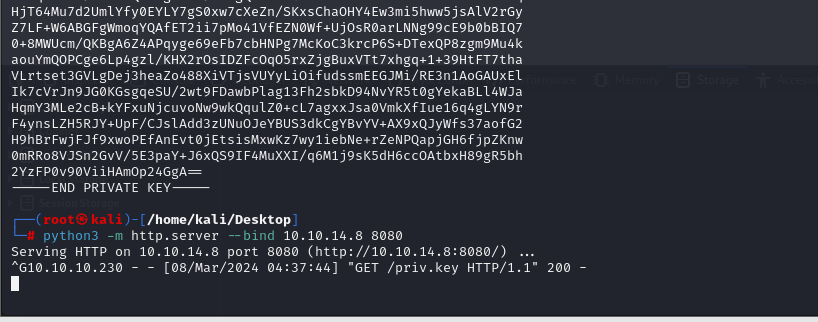 HjT64Mu7d2UmlYfy0EYLY7gS0xw7cXeZn/SKxsChaOHY4Ew3mi5hww5jsAlV2rGy
Z7LF+W6ABGFgWmoqYQAfET2ii7pMo41VfEZN0Wf+UjOsR0arLNNg99cE9b0bBIQ7
0+8MWUcm/QKBgA6Z4APqyge69eFb7cbHNPg7McKoC3krcP6S+DTexQP8zgm9Mu4k
aouYmQOPCge6Lp4gzl/KHX2rOsIDZFcOqO5rxZjgBuxVTt7xhgq+1+39HtFT7tha
VLrtset3GVLgDej3heaZo488XiVTjsVUYyLiOifudssmEEGJMi/RE3n1AoGAUxEl
Ik7cVrJn9JG0KGsgqeSU/2wt9FDawbPlag13Fh2sbkD94NvYR5t0gYekaBLl4WJa
HqmY3MLe2cB+kYFxuNjcuvoNw9wkQqulZ0+cL7agxxJsa0VmkXfIue16q4gLYN9r
F4ynsLZH5RJY+UpF/CJslAdd3zUNuOJeYBUS3dkCgYBvYV+AX9xQJyWfs37aofG2
H9hBrFwjFJf9xwoPEfAnEvt0jEtsisMxwKz7wy1iebNe+rZeNPQapjGH6fjpZKnw
0mRRo8VJSn2GvV/5E3paY+J6xQS9IF4MuXXI/q6M1j9sK5dH6ccOAtbxH89gR5bh
2YzFP0v90ViiHAmOp24GgA==
-----END PRIVATE KEY-----
┌──(root㉿kali)-[/home/kali/Desktop]
└─# python3 -m http.server --bind 10.10.14.8 8080
Serving HTTP on 10.10.14.8 port 8080 (http://10.10.14.8:8080/) ...
^G10.10.10.230 - - [08/Mar/2024 04:37:44] "GET /priv.key HTTP/1.1" 200 -
Memory
Storage